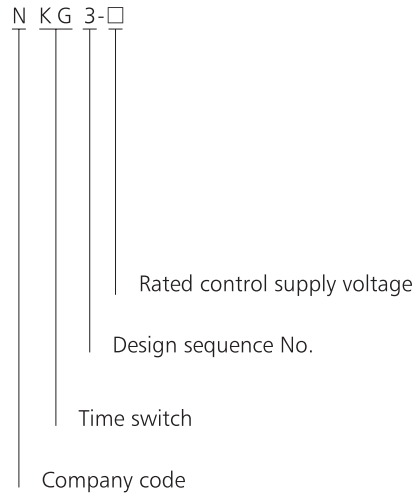 N KG 3-□
Rated control supply voltage
Design sequence No.
Time switch
Company code